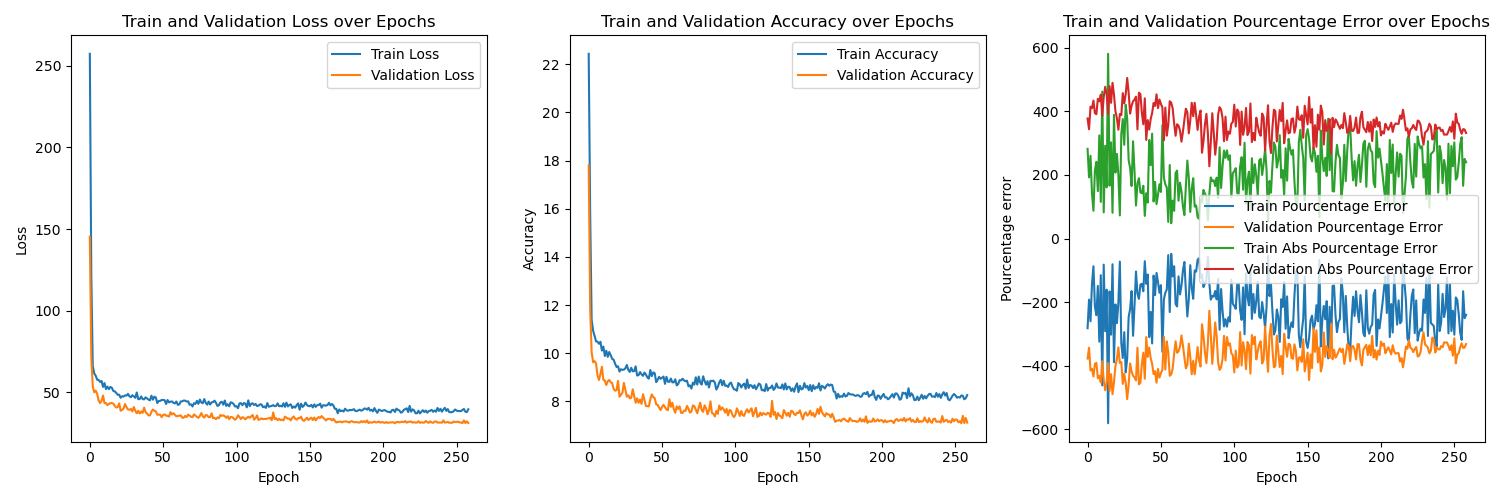 Train and Validation Loss over Epochs
Loss
250
200
150
100
50
0
50
100
150
200
250
Epoch
Train Loss
Validation Loss
Train and Validation Accuracy over Epochs
Accuracy
22
20
18
16
14
12
10
8
0
50
100
150
200
250
Epoch
Train Accuracy
Validation Accuracy
Train and Validation Pourcentage Error over Epochs
Pourcentage error
600
400
200
0
−200
−400
−600
0
50
100
150
200
250
Epoch
Train Pourcentage Error
Validation Pourcentage Error
Train Abs Pourcentage Error
Validation Abs Pourcentage Error